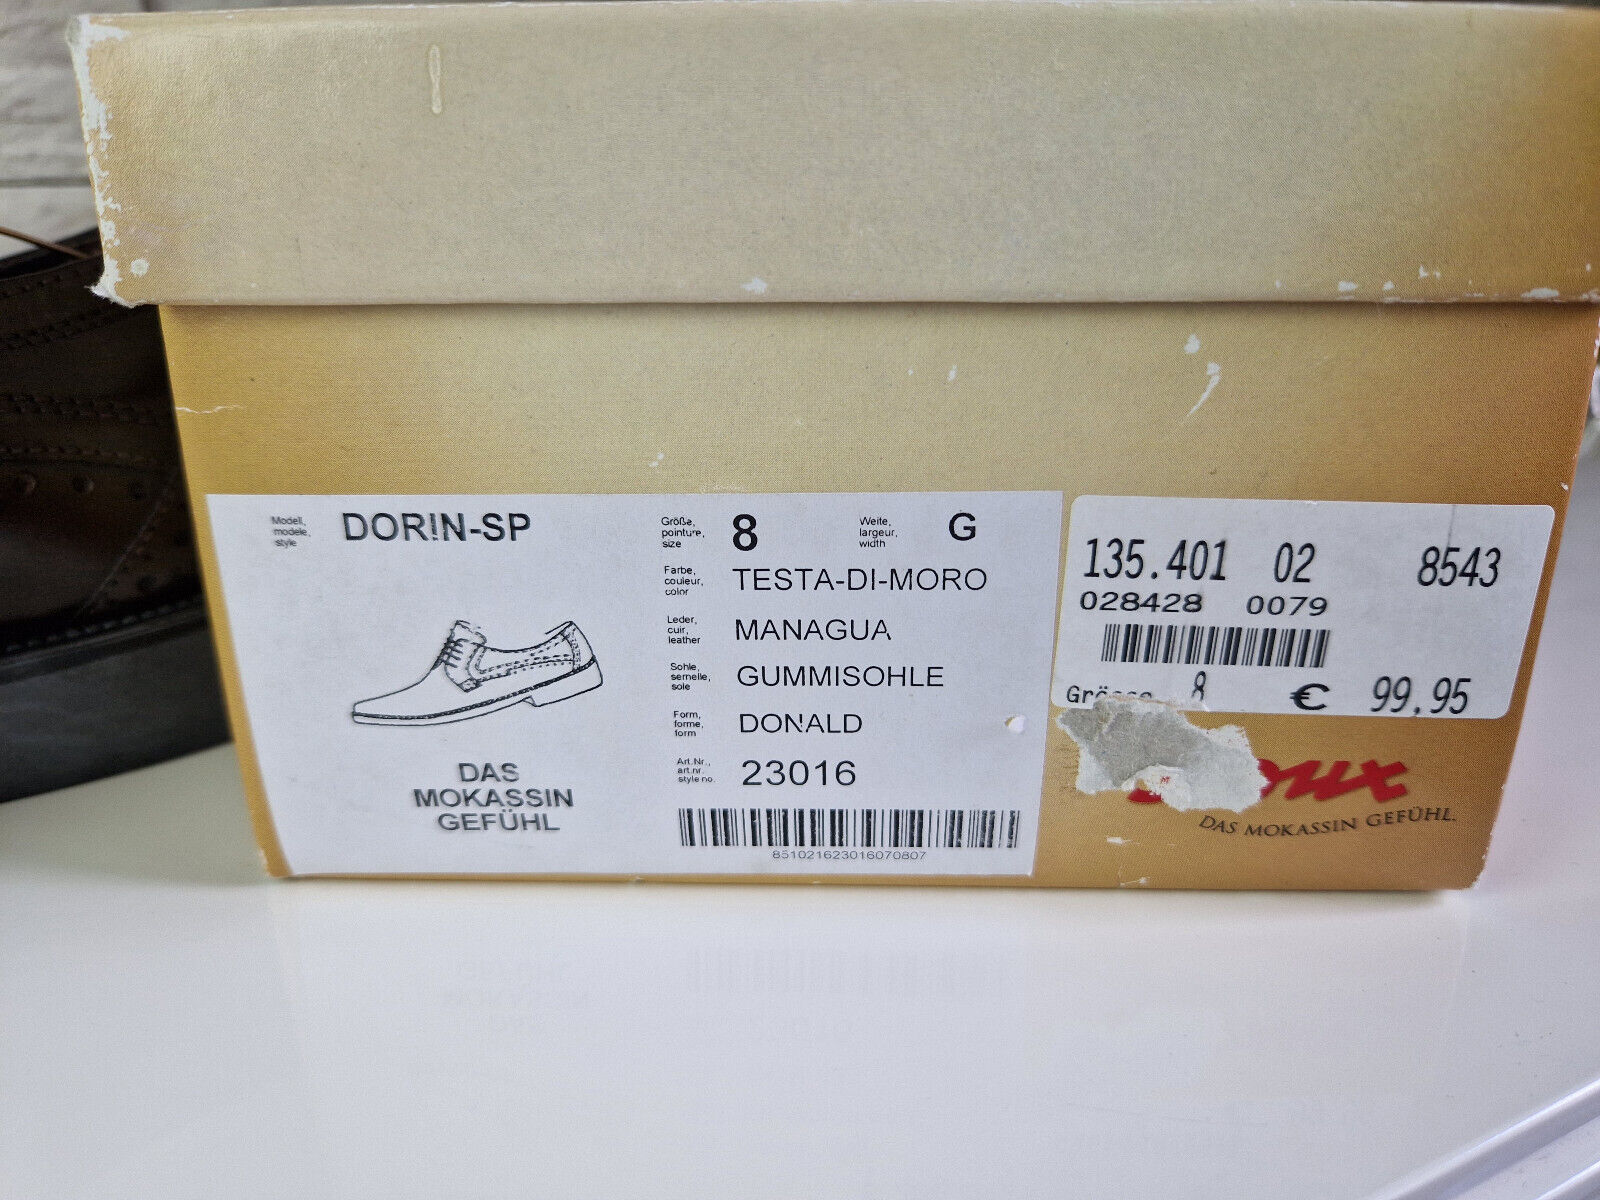 Modell, modele, style DORIN-SP
Größe, pointure, size 8 Weite, largeur, width G
Farbe, couleur, color TESTA-DI-MORO
Leder, cuir, leather MANAGUA
Sohle, semelle, sole GUMMISOHLE
Form, forme, form DONALD
Art.Nr., art.nr. style no. 23016
851021623016070807
DAS
MOKASSIN
GEFÜHL
135.401 02 8543
028428 0079
8 € 99.95
DAS MOKASSIN GEFÜHL.